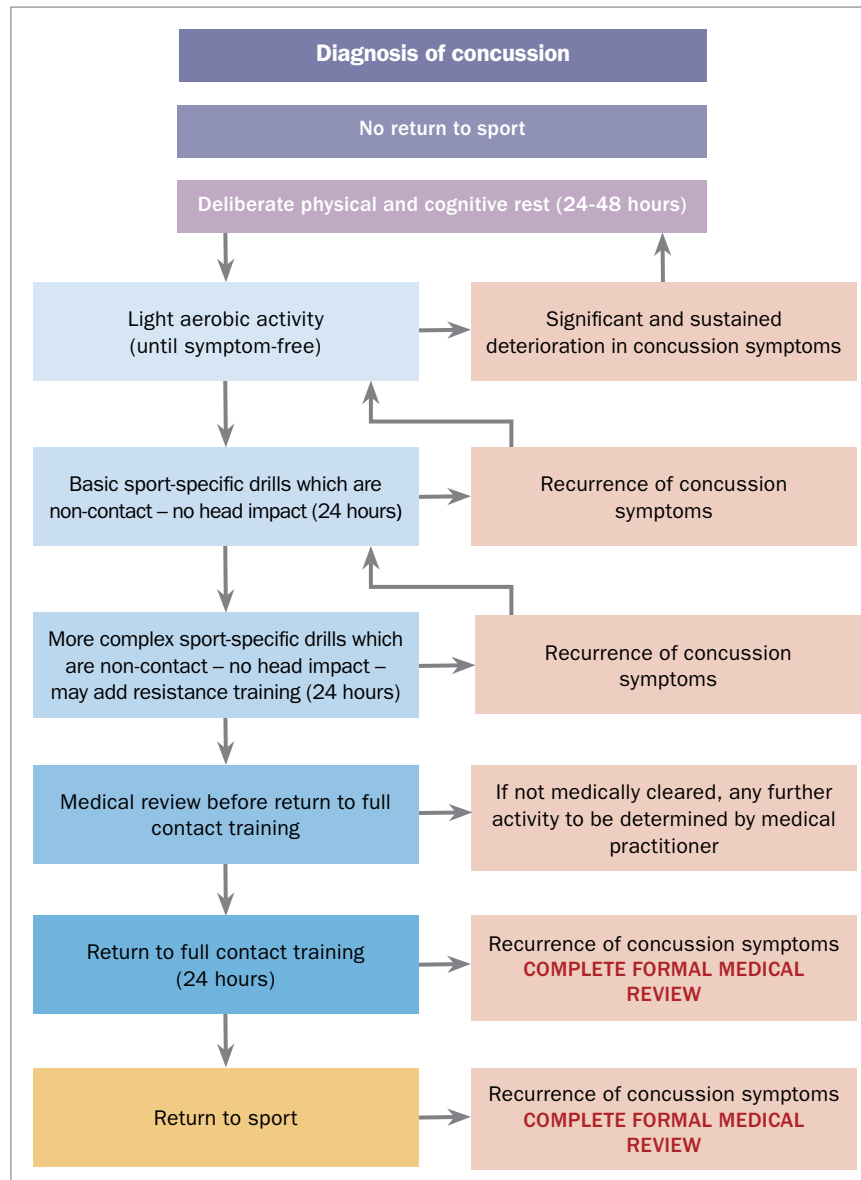 Diagnosis of concussion
No return to sport
Deliberate physical and cognitive rest (24-48 hours)
Light aerobic activity
(until symptom-free)
Significant and sustained
deterioration in concussion symptoms
Basic sport-specific drills which are
non-contact – no head impact (24 hours)
Recurrence of concussion
symptoms
More complex sport-specific drills which
are non-contact – no head impact –
may add resistance training (24 hours)
Recurrence of concussion
symptoms
Medical review before return to full
contact training
If not medically cleared, any further
activity to be determined by medical
practitioner
Return to full contact training
(24 hours)
Recurrence of concussion symptoms
COMPLETE FORMAL MEDICAL
REVIEW
Return to sport
Recurrence of concussion symptoms
COMPLETE FORMAL MEDICAL
REVIEW